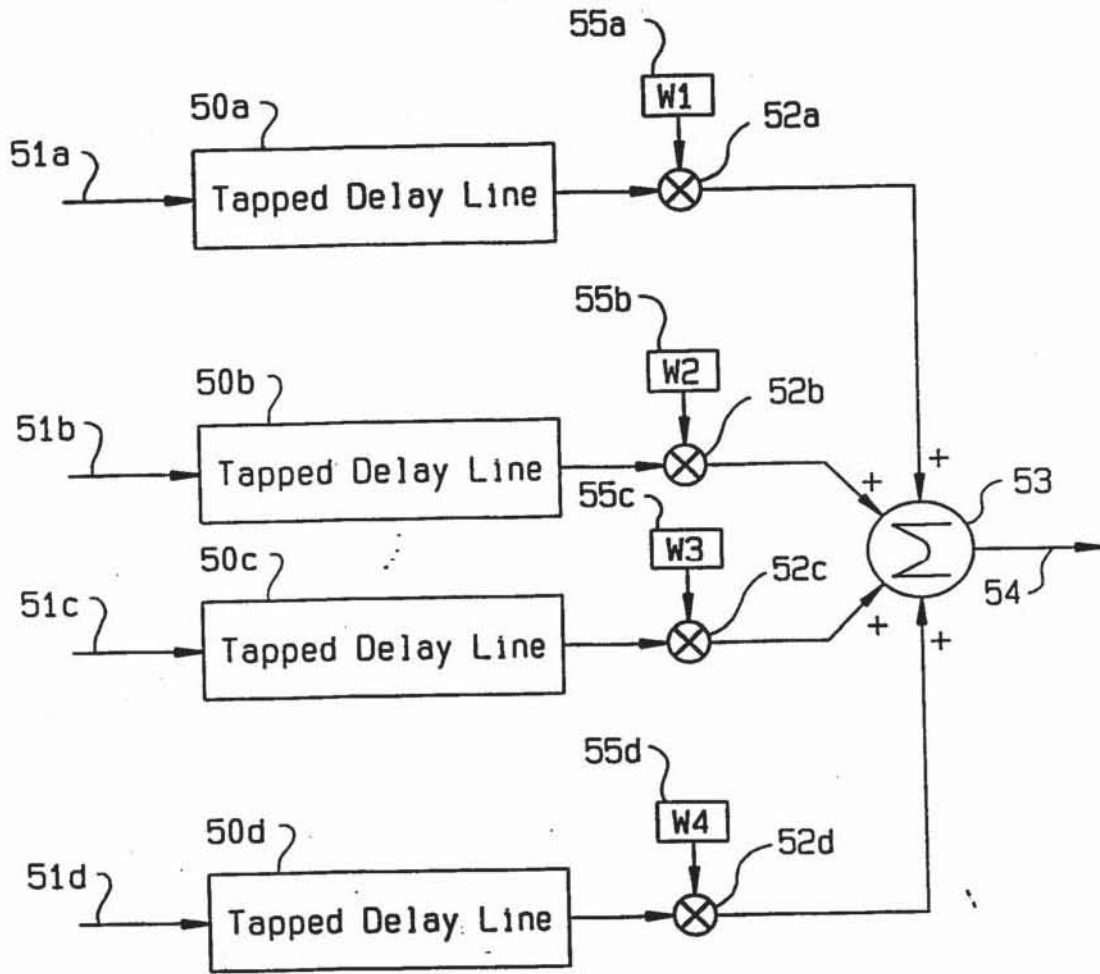 55a
W1
50a
52a
51a
Tapped Delay Line
55b
W2
50b
52b
51b
Tapped Delay Line
+
+
53
55c
W3
50c
52c
Σ
54
51c
Tapped Delay Line
+
+
55d
W4
50d
52d
51d
Tapped Delay Line